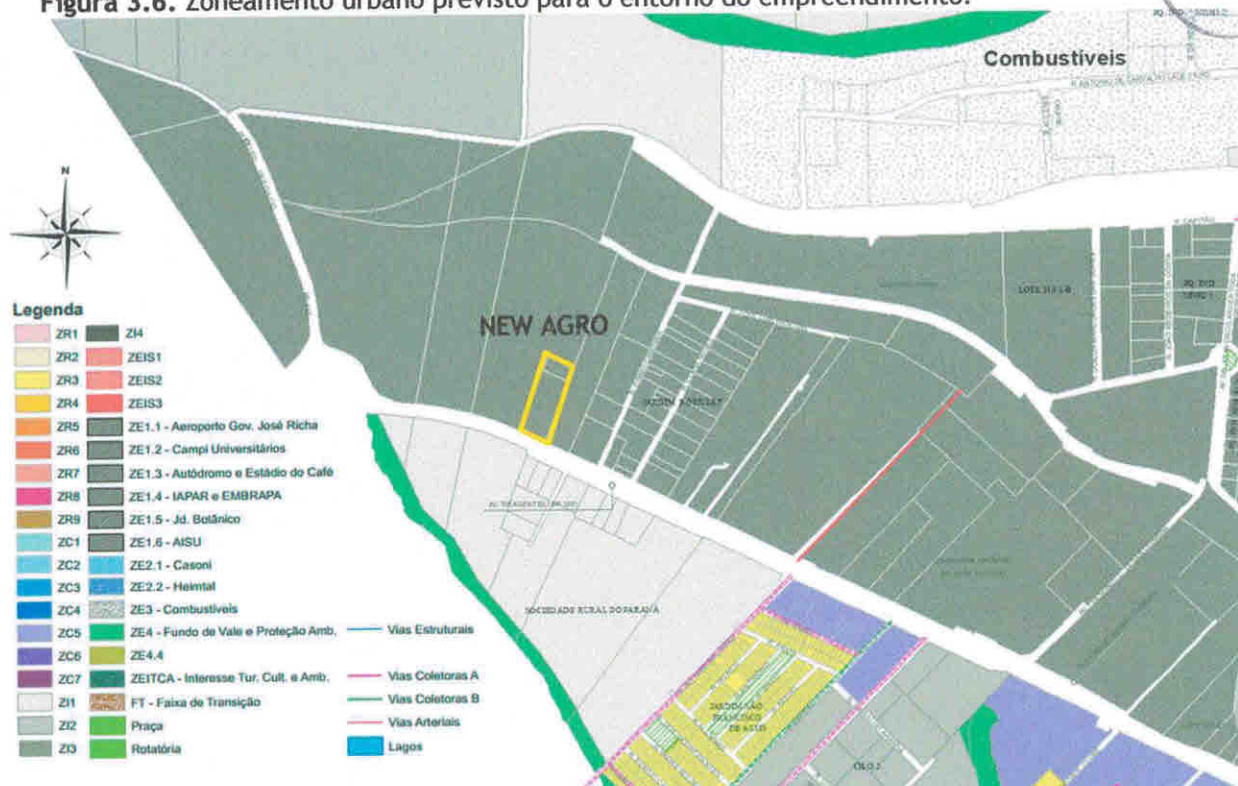 Figura 3.6. Zoneamento urbano previsto para o entorno do empreendimento.
Combustíveis
N
NEW AGRO
SOCIEDADE RURAL DO PARANÁ
JARDIM SÃO
FRANCISCO
DE ASSIS
Legenda
ZR1
ZR2
ZR3
ZR4
ZR5
ZR6
ZR7
ZR8
ZR9
ZC1
ZC2
ZC3
ZC4
ZC5
ZC6
ZC7
ZI1
ZI2
ZI3
ZI4
ZEIS1
ZEIS2
ZEIS3
ZE1.1 - Aeroporto Gov. José Richa
ZE1.2 - Campi Universitários
ZE1.3 - Autódromo e Estádio do Café
ZE1.4 - IAPAR e EMBRAPA
ZE1.5 - Jd. Botânico
ZE1.6 - AISU
ZE2.1 - Casoni
ZE2.2 - Heimtal
ZE3 - Combustíveis
ZE4 - Fundo de Vale e Proteção Amb.
ZE4.4
ZEITCA - Interesse Tur. Cult. e Amb.
FT - Faixa de Transição
Praça
Rotatória
Vias Estruturais
Vias Coletoras A
Vias Coletoras B
Vias Arteriais
Lagos